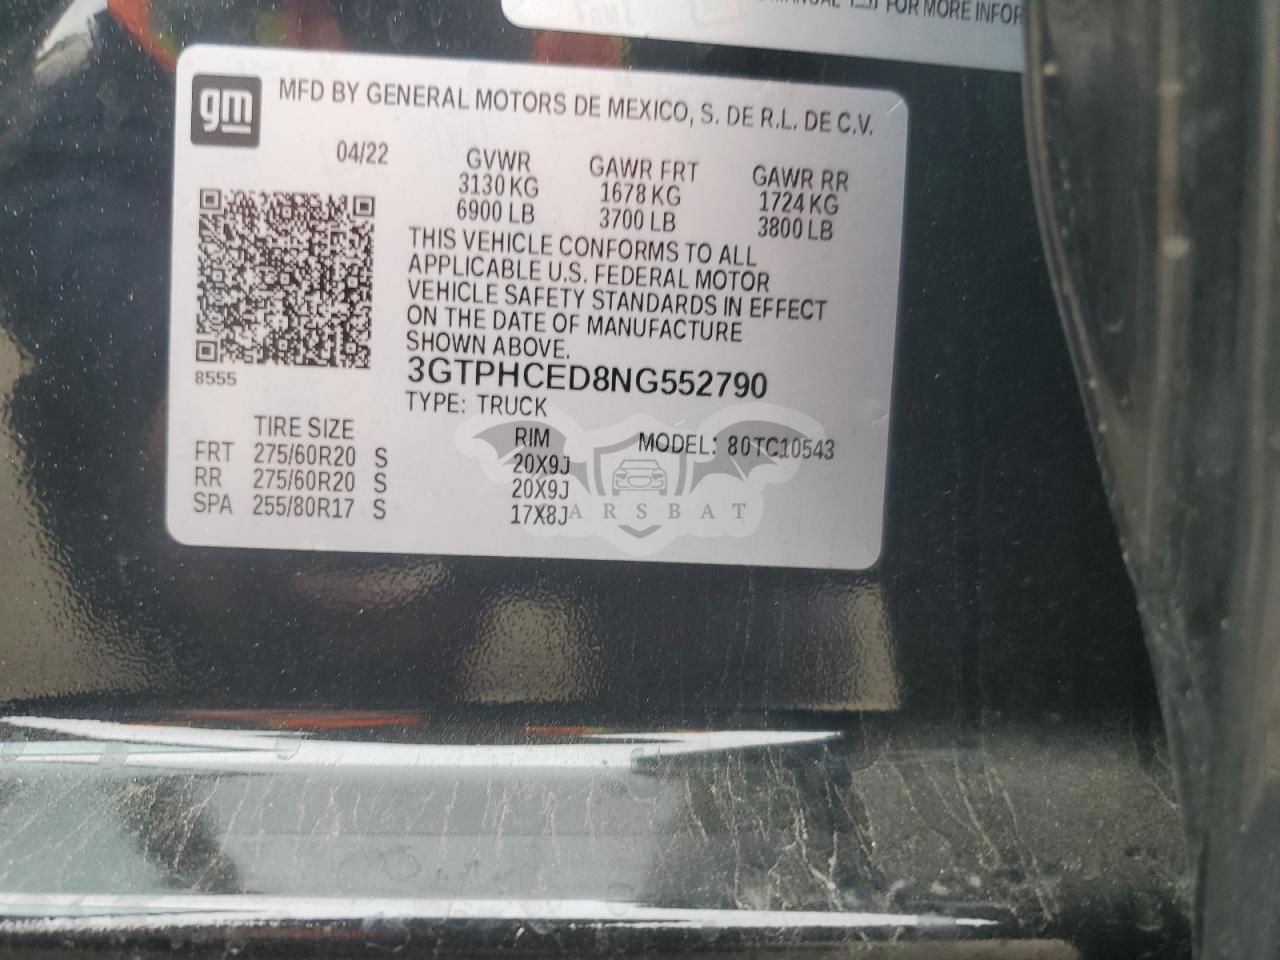 FOR MORE INFOR
gm
MFD BY GENERAL MOTORS DE MEXICO, S. DE R.L. DE C.V.
04/22
GVWR GAWR FRT GAWR RR
3130 KG 1678 KG 1724 KG
6900 LB 3700 LB 3800 LB
THIS VEHICLE CONFORMS TO ALL
APPLICABLE U.S. FEDERAL MOTOR
VEHICLE SAFETY STANDARDS IN EFFECT
ON THE DATE OF MANUFACTURE
SHOWN ABOVE.
8555
3GTPHCED8NG552790
TYPE: TRUCK
TIRE SIZE RIM MODEL: 80TC10543
FRT 275/60R20 S 20X9J
RR 275/60R20 S 20X9J
SPA 255/80R17 S 17X8J
ARSBAT